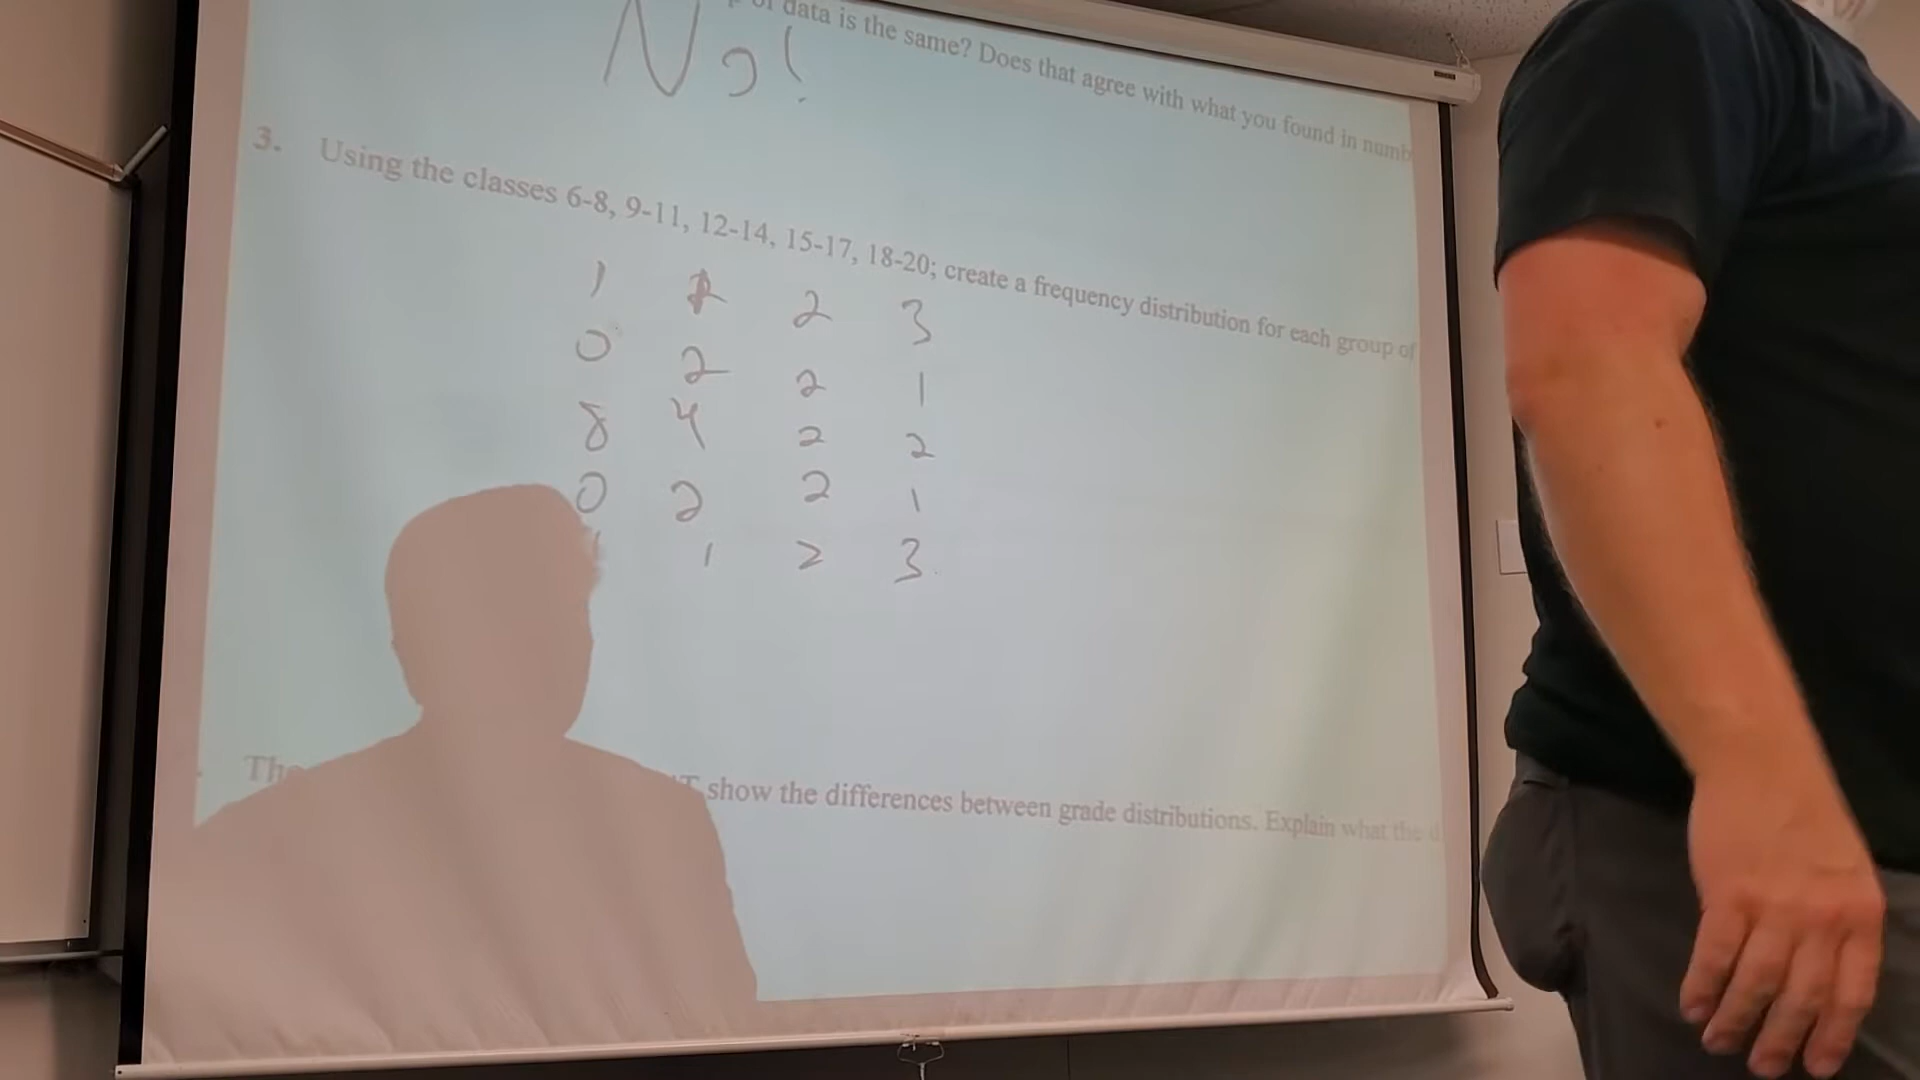 of data is the same? Does that agree with what you found in numb
No!
3. Using the classes 6-8, 9-11, 12-14, 15-17, 18-20; create a frequency distribution for each group of
1 2 3
0 2 2 1
8 4 2 2
0 2 2 1
1 1 2 3
The show the differences between grade distributions. Explain what the d